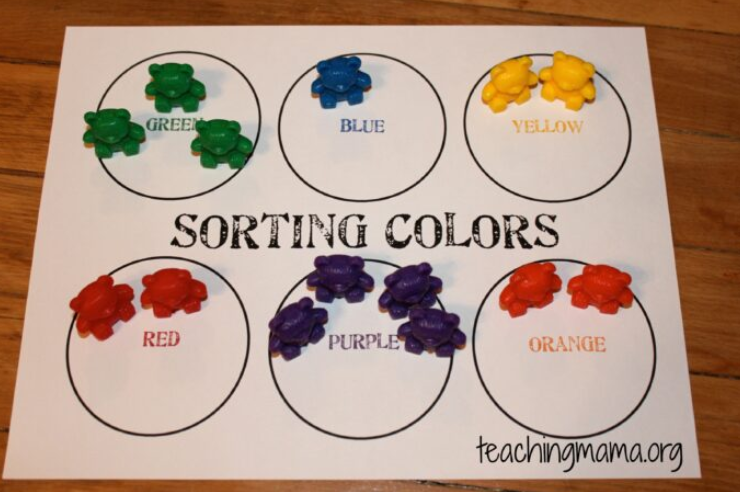 GREEN BLUE YELLOW
SORTING COLORS
RED PURPLE ORANGE
teachingmama.org